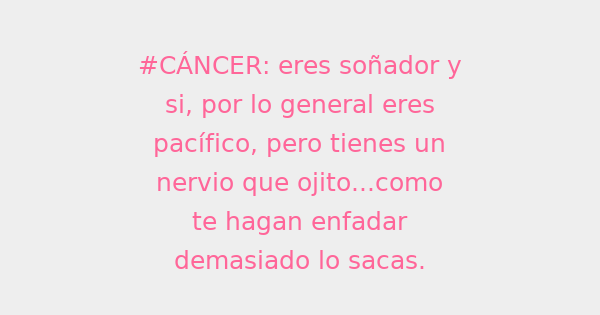 #CÁNCER: eres soñador y
si, por lo general eres
pacífico, pero tienes un
nervio que ojito...como
te hagan enfadar
demasiado lo sacas.